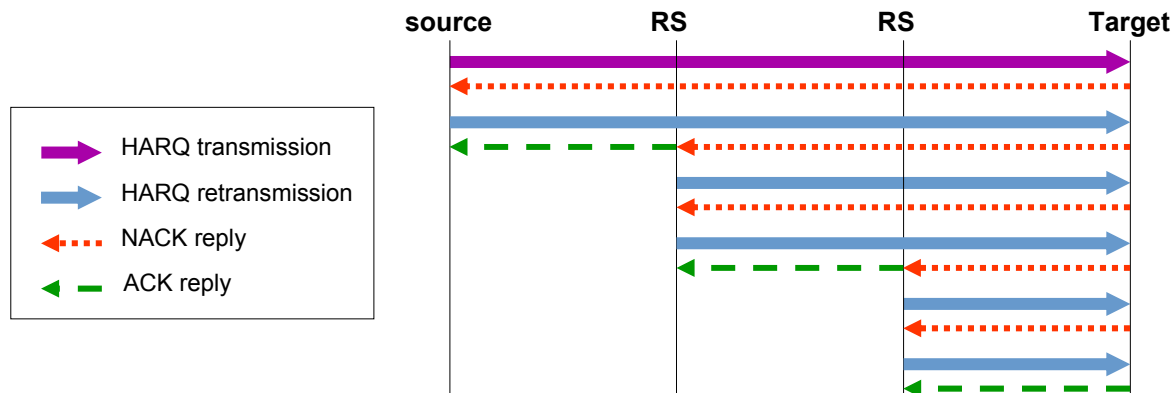 source RS RS Target
HARQ transmission
HARQ retransmission
NACK reply
ACK reply